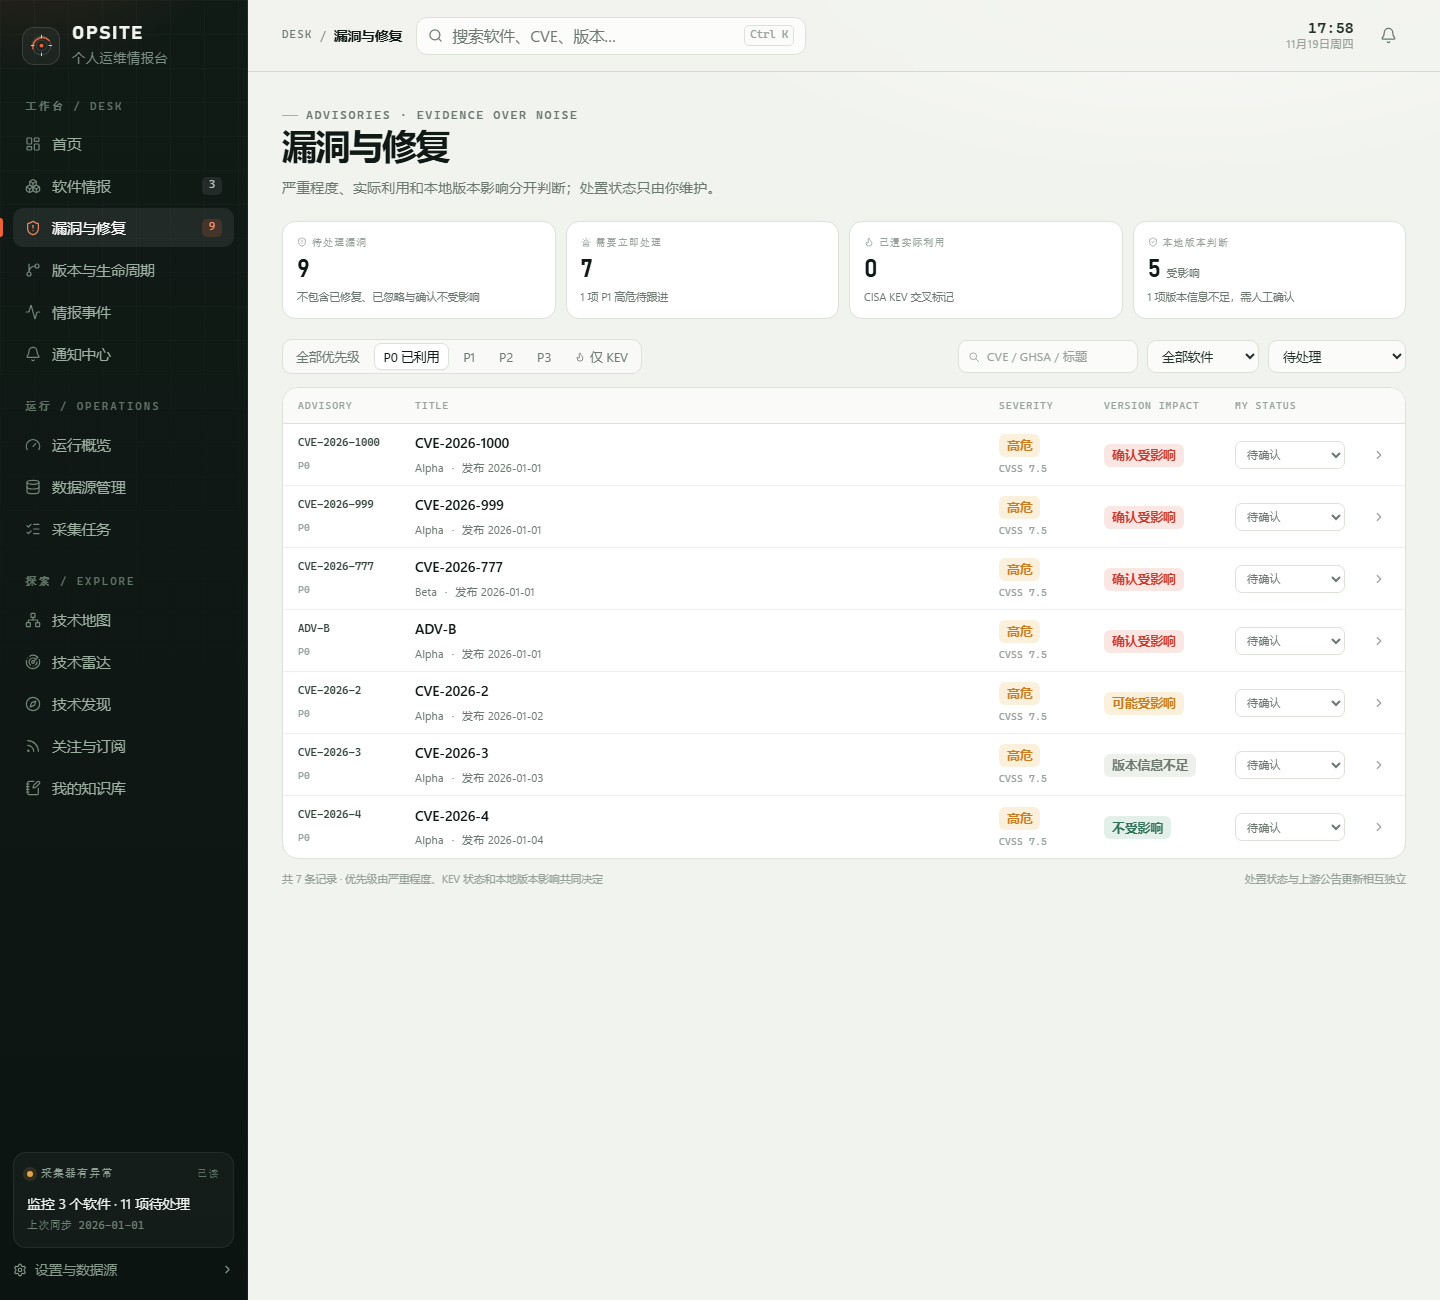 OPSITE
个人运维情报台
工作台 / DESK
首页
软件情报 3
漏洞与修复 9
版本与生命周期
情报事件
通知中心
运行 / OPERATIONS
运行概览
数据源管理
采集任务
探索 / EXPLORE
技术地图
技术雷达
技术发现
关注与订阅
我的知识库
采集器有异常 已读
监控 3 个软件 · 11 项待处理
上次同步 2026-01-01
设置与数据源
DESK / 漏洞与修复
搜索软件、CVE、版本... Ctrl K
17:58
11月19日周四
ADVISORIES · EVIDENCE OVER NOISE
漏洞与修复
严重程度、实际利用和本地版本影响分开判断；处置状态只由你维护。
待处理漏洞
9
不包含已修复、已忽略与确认不受影响
需要立即处理
7
1 项 P1 高危待跟进
已遭实际利用
0
CISA KEV 交叉标记
本地版本判断
5 受影响
1 项版本信息不足，需人工确认
全部优先级 P0 已利用 P1 P2 P3 仅 KEV
CVE / GHSA / 标题 全部软件 待处理
ADVISORY TITLE SEVERITY VERSION IMPACT MY STATUS
CVE-2026-1000 CVE-2026-1000 高危 确认受影响 待确认
P0 Alpha · 发布 2026-01-01 CVSS 7.5
CVE-2026-999 CVE-2026-999 高危 确认受影响 待确认
P0 Alpha · 发布 2026-01-01 CVSS 7.5
CVE-2026-777 CVE-2026-777 高危 确认受影响 待确认
P0 Beta · 发布 2026-01-01 CVSS 7.5
ADV-B ADV-B 高危 确认受影响 待确认
P0 Alpha · 发布 2026-01-01 CVSS 7.5
CVE-2026-2 CVE-2026-2 高危 可能受影响 待确认
P0 Alpha · 发布 2026-01-02 CVSS 7.5
CVE-2026-3 CVE-2026-3 高危 版本信息不足 待确认
P0 Alpha · 发布 2026-01-03 CVSS 7.5
CVE-2026-4 CVE-2026-4 高危 不受影响 待确认
P0 Alpha · 发布 2026-01-04 CVSS 7.5
共 7 条记录 · 优先级由严重程度、KEV 状态和本地版本影响共同决定
处置状态与上游公告更新相互独立